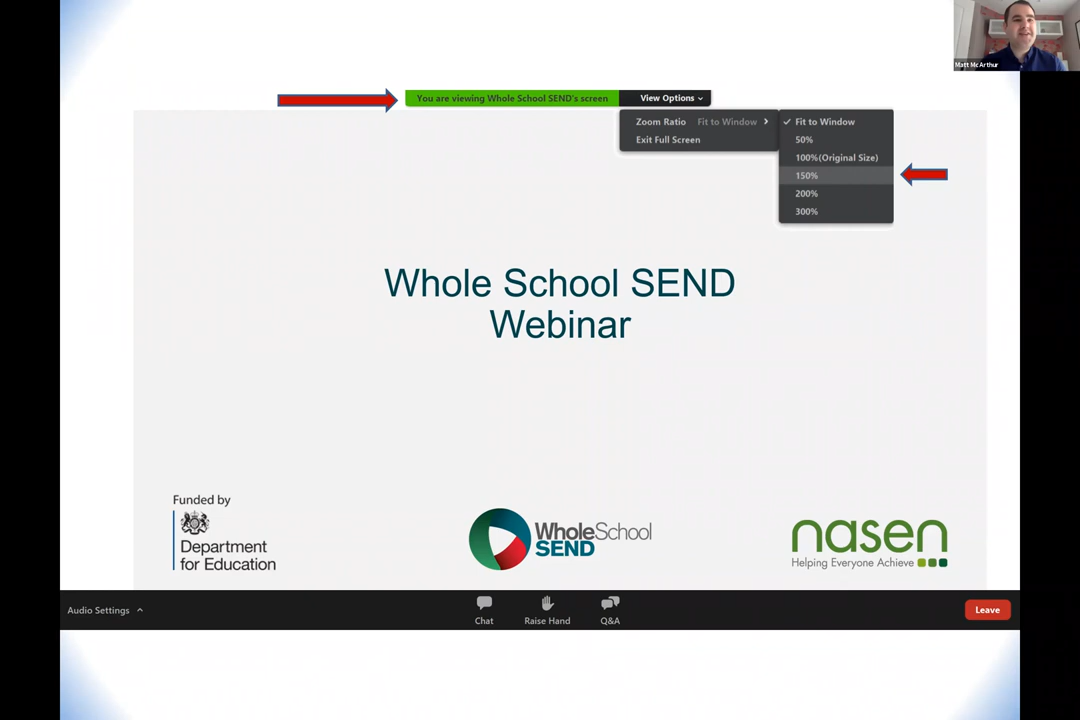 Matt McArthur
You are viewing Whole School SEND's screen
View Options
Zoom Ratio Fit to Window
Exit Full Screen
Fit to Window
50%
100%(Original Size)
150%
200%
300%
Whole School SEND
Webinar
Funded by
Department
for Education
WholeSchool
SEND
nasen
Helping Everyone Achieve
Audio Settings
Chat
Raise Hand
Q&A
Leave